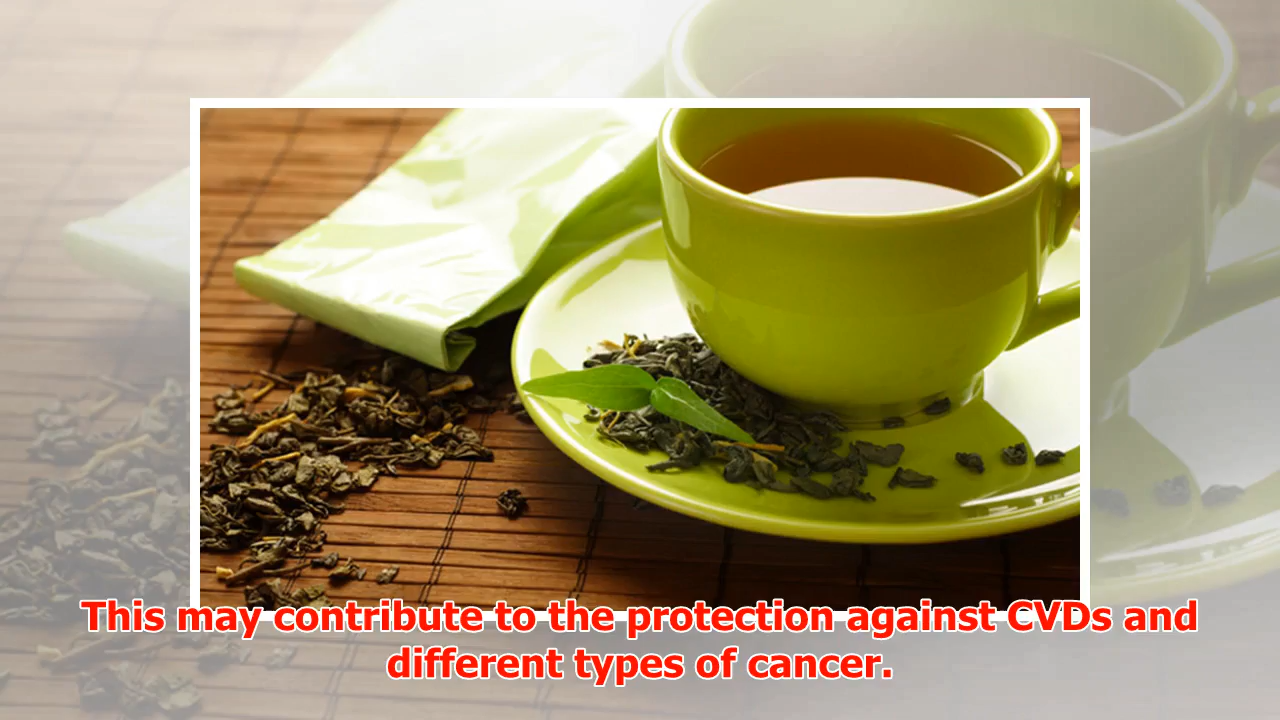 This may contribute to the protection against CVDs and
different types of cancer.